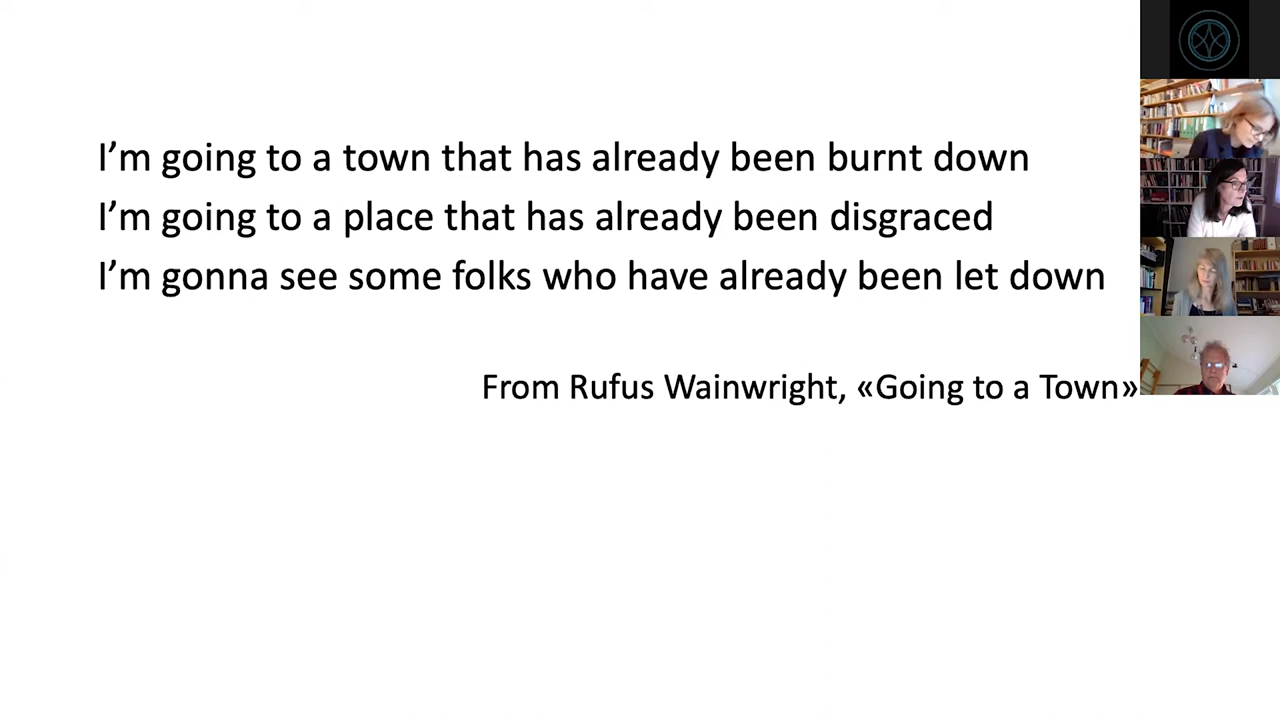 I’m going to a town that has already been burnt down
I’m going to a place that has already been disgraced
I’m gonna see some folks who have already been let down
From Rufus Wainwright, «Going to a Town»